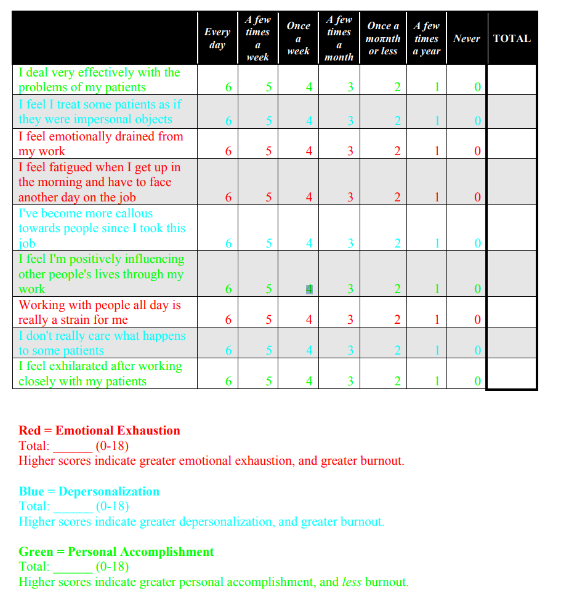 Every day
A few times a week
Once a week
A few times a month
Once a moxnth or less
A few times a year
Never
TOTAL
I deal very effectively with the
problems of my patients 6 5 4 3 2 1 0
I feel I treat some patients as if
they were impersonal objects 6 5 4 3 2 1 0
I feel emotionally drained from
my work 6 5 4 3 2 1 0
I feel fatigued when I get up in
the morning and have to face
another day on the job 6 5 4 3 2 1 0
I've become more callous
towards people since I took this
job 6 5 4 3 2 1 0
I feel I'm positively influencing
other people's lives through my
work 6 5 4 3 2 1 0
Working with people all day is
really a strain for me 6 5 4 3 2 1 0
I don't really care what happens
to some patients 6 5 4 3 2 1 0
I feel exhilarated after working
closely with my patients 6 5 4 3 2 1 0
Red = Emotional Exhaustion
Total: ______ (0-18)
Higher scores indicate greater emotional exhaustion, and greater burnout.
Blue = Depersonalization
Total: ______ (0-18)
Higher scores indicate greater depersonalization, and greater burnout.
Green = Personal Accomplishment
Total: ______ (0-18)
Higher scores indicate greater personal accomplishment, and less burnout.